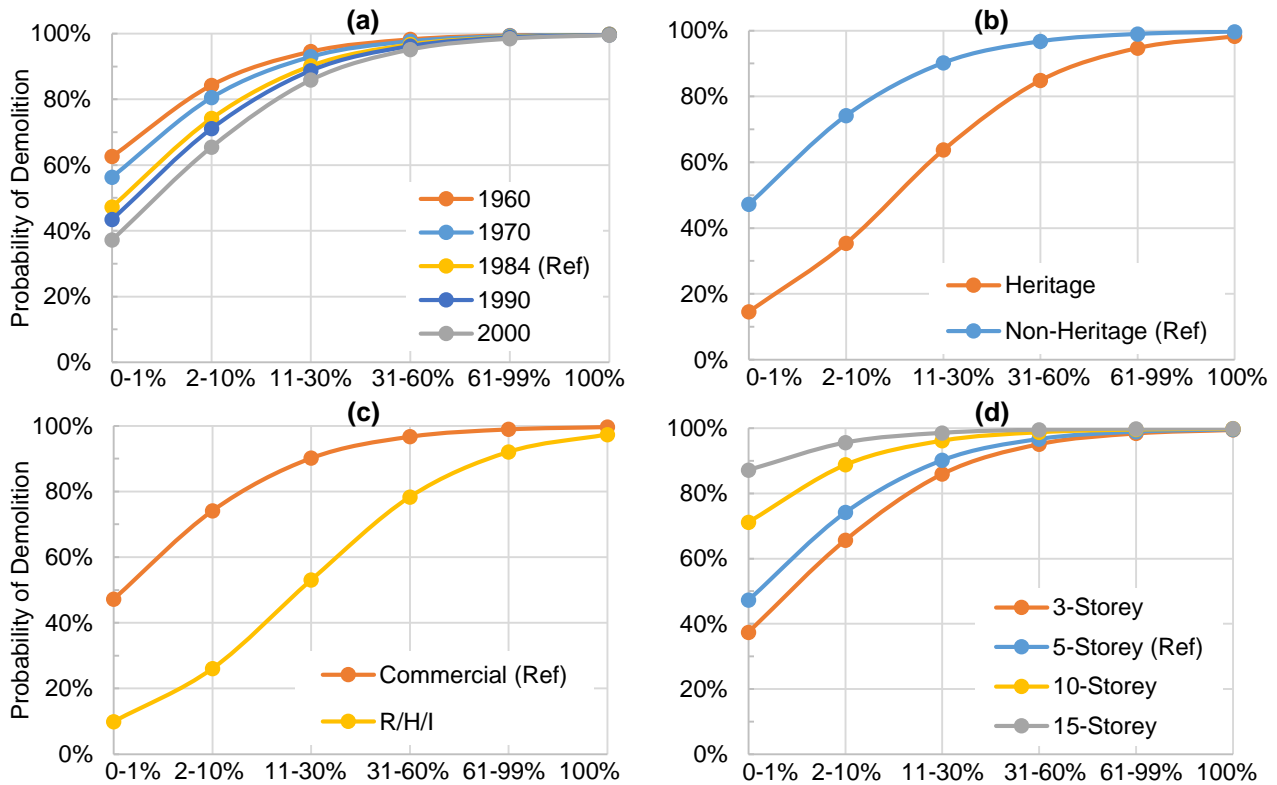 (a)
Probability of Demolition
100%
80%
60%
40%
20%
0%
1960
1970
1984 (Ref)
1990
2000
0-1% 2-10% 11-30% 31-60% 61-99% 100%
(b)
100%
80%
60%
40%
20%
0%
Heritage
Non-Heritage (Ref)
0-1% 2-10% 11-30% 31-60% 61-99% 100%
(c)
Probability of Demolition
100%
80%
60%
40%
20%
0%
Commercial (Ref)
R/H/I
0-1% 2-10% 11-30% 31-60% 61-99% 100%
(d)
100%
80%
60%
40%
20%
0%
3-Storey
5-Storey (Ref)
10-Storey
15-Storey
0-1% 2-10% 11-30% 31-60% 61-99% 100%